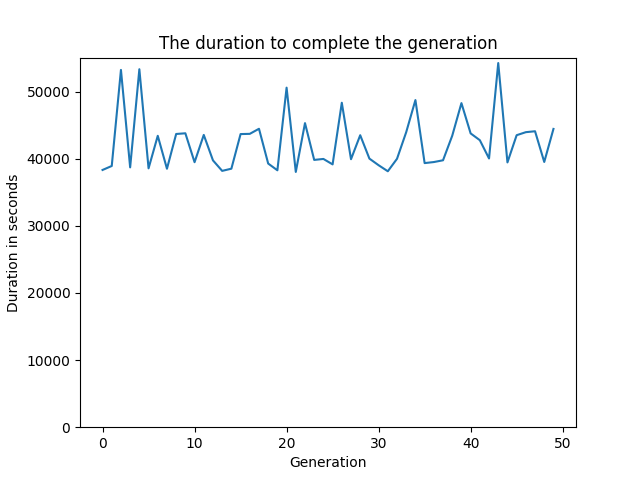 The duration to complete the generation
Duration in seconds
50000
40000
30000
20000
10000
0
0 10 20 30 40 50
Generation